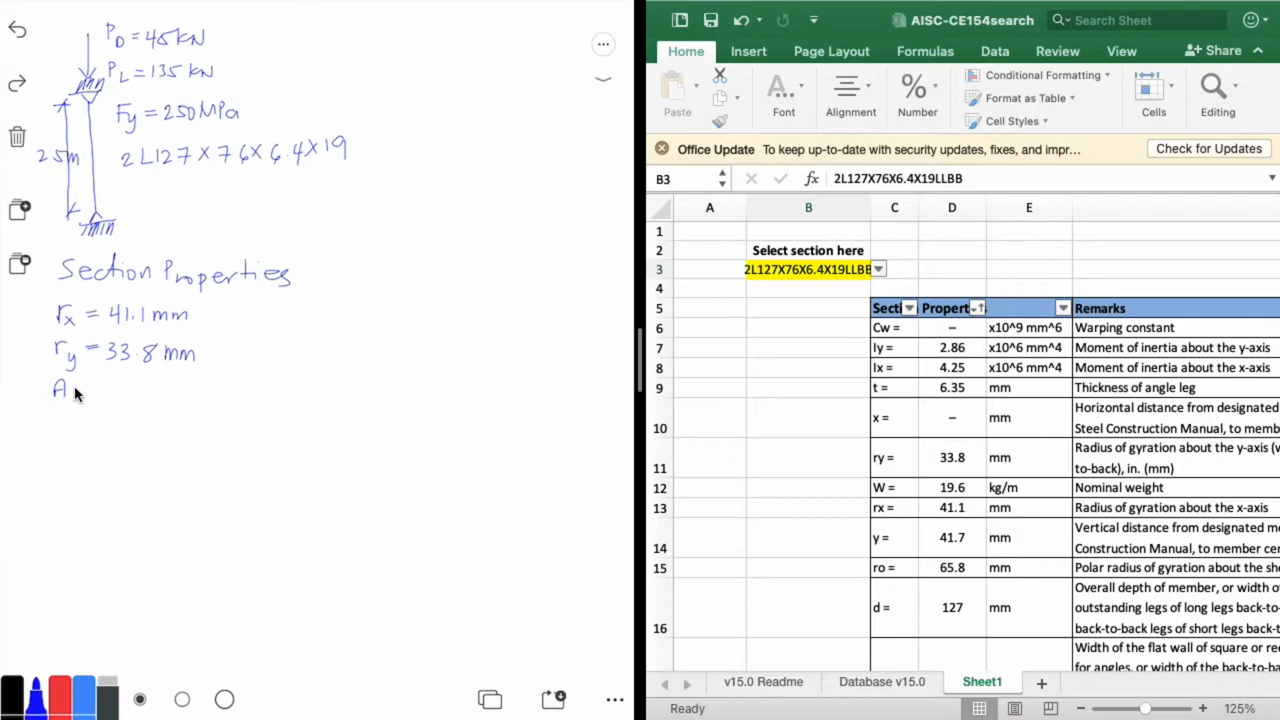 P_D = 45kN
P_L = 135 kN
Fy = 250MPa
2.5m
2L127×76×6.4×19
Section Properties
rx = 41.1mm
ry = 33.8mm
A
AISC-CE154search
Search Sheet
Home Insert Page Layout Formulas Data Review View Share
Paste
Font
Alignment
Number
Conditional Formatting
Format as Table
Cell Styles
Cells
Editing
Office Update To keep up-to-date with security updates, fixes, and impr... Check for Updates
B3 fx 2L127X76X6.4X19LLBB
A B C D E
1
2 Select section here
3 2L127X76X6.4X19LLBB
4
5 Secti Propert Remarks
6 Cw = – x10^9 mm^6 Warping constant
7 Iy = 2.86 x10^6 mm^4 Moment of inertia about the y-axis
8 Ix = 4.25 x10^6 mm^4 Moment of inertia about the x-axis
9 t = 6.35 mm Thickness of angle leg
Horizontal distance from designated
10 x = – mm
Steel Construction Manual, to memb
Radius of gyration about the y-axis (v
11 ry = 33.8 mm
to-back), in. (mm)
12 W = 19.6 kg/m Nominal weight
13 rx = 41.1 mm Radius of gyration about the x-axis
Vertical distance from designated me
14 y = 41.7 mm
Construction Manual, to member cen
15 ro = 65.8 mm Polar radius of gyration about the she
Overall depth of member, or width of
16 d = 127 mm outstanding legs of long legs back-to-
back-to-back legs of short legs back-t
Width of the flat wall of square or rec
for angles, or width of the back-to-ba
v15.0 Readme Database v15.0 Sheet1
Ready 125%